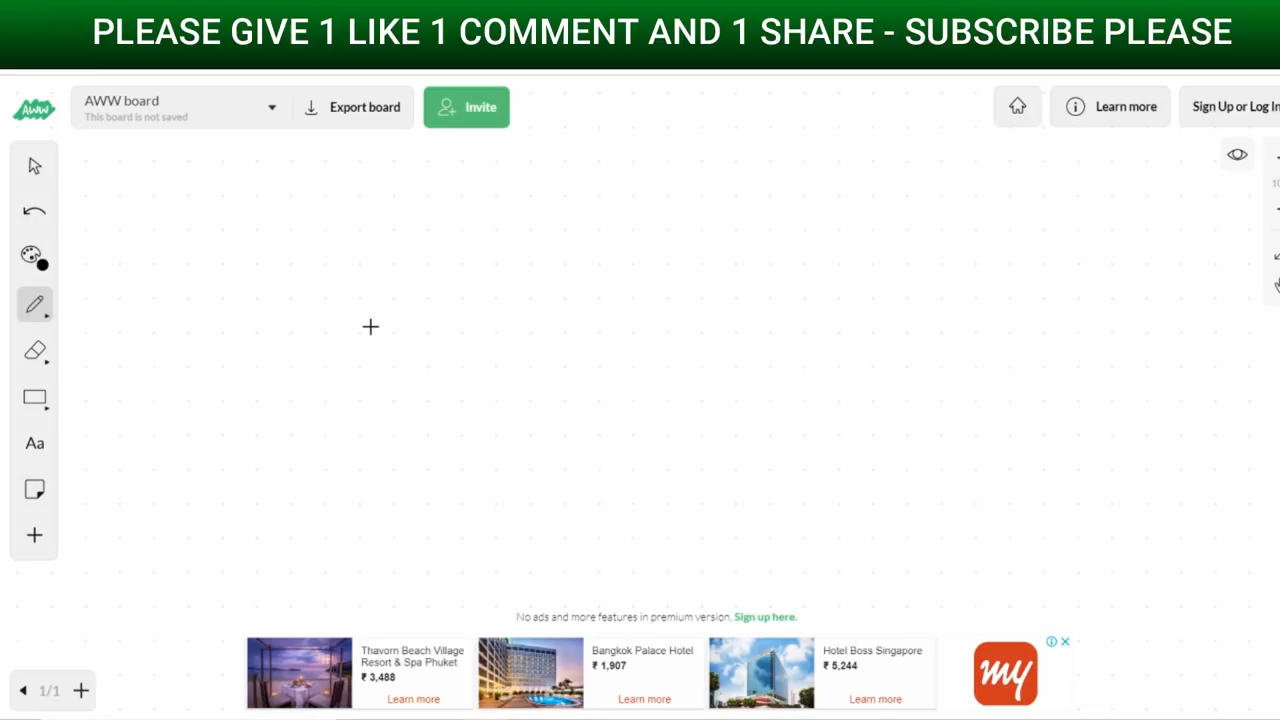 PLEASE GIVE 1 LIKE 1 COMMENT AND 1 SHARE - SUBSCRIBE PLEASE
AWW
AWW board
This board is not saved
Export board
Invite
Learn more
Sign Up or Log In
Aa
No ads and more features in premium version. Sign up here.
Thavorn Beach Village
Resort & Spa Phuket
₹ 3,488
Learn more
Bangkok Palace Hotel
₹ 1,907
Learn more
Hotel Boss Singapore
₹ 5,244
Learn more
my
1/1